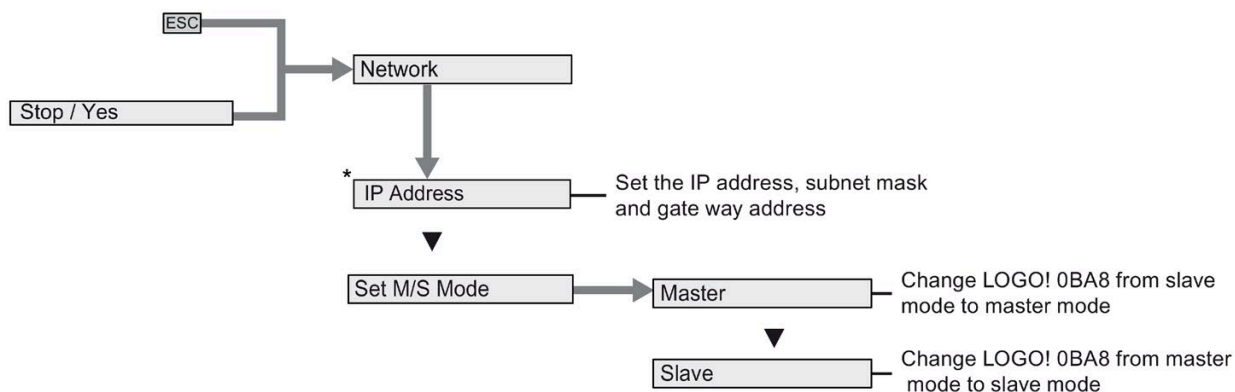 ESC
Network
Stop / Yes
*
IP Address
Set the IP address, subnet mask
and gate way address
Set M/S Mode
Master
Change LOGO! 0BA8 from slave
mode to master mode
Slave
Change LOGO! 0BA8 from master
mode to slave mode